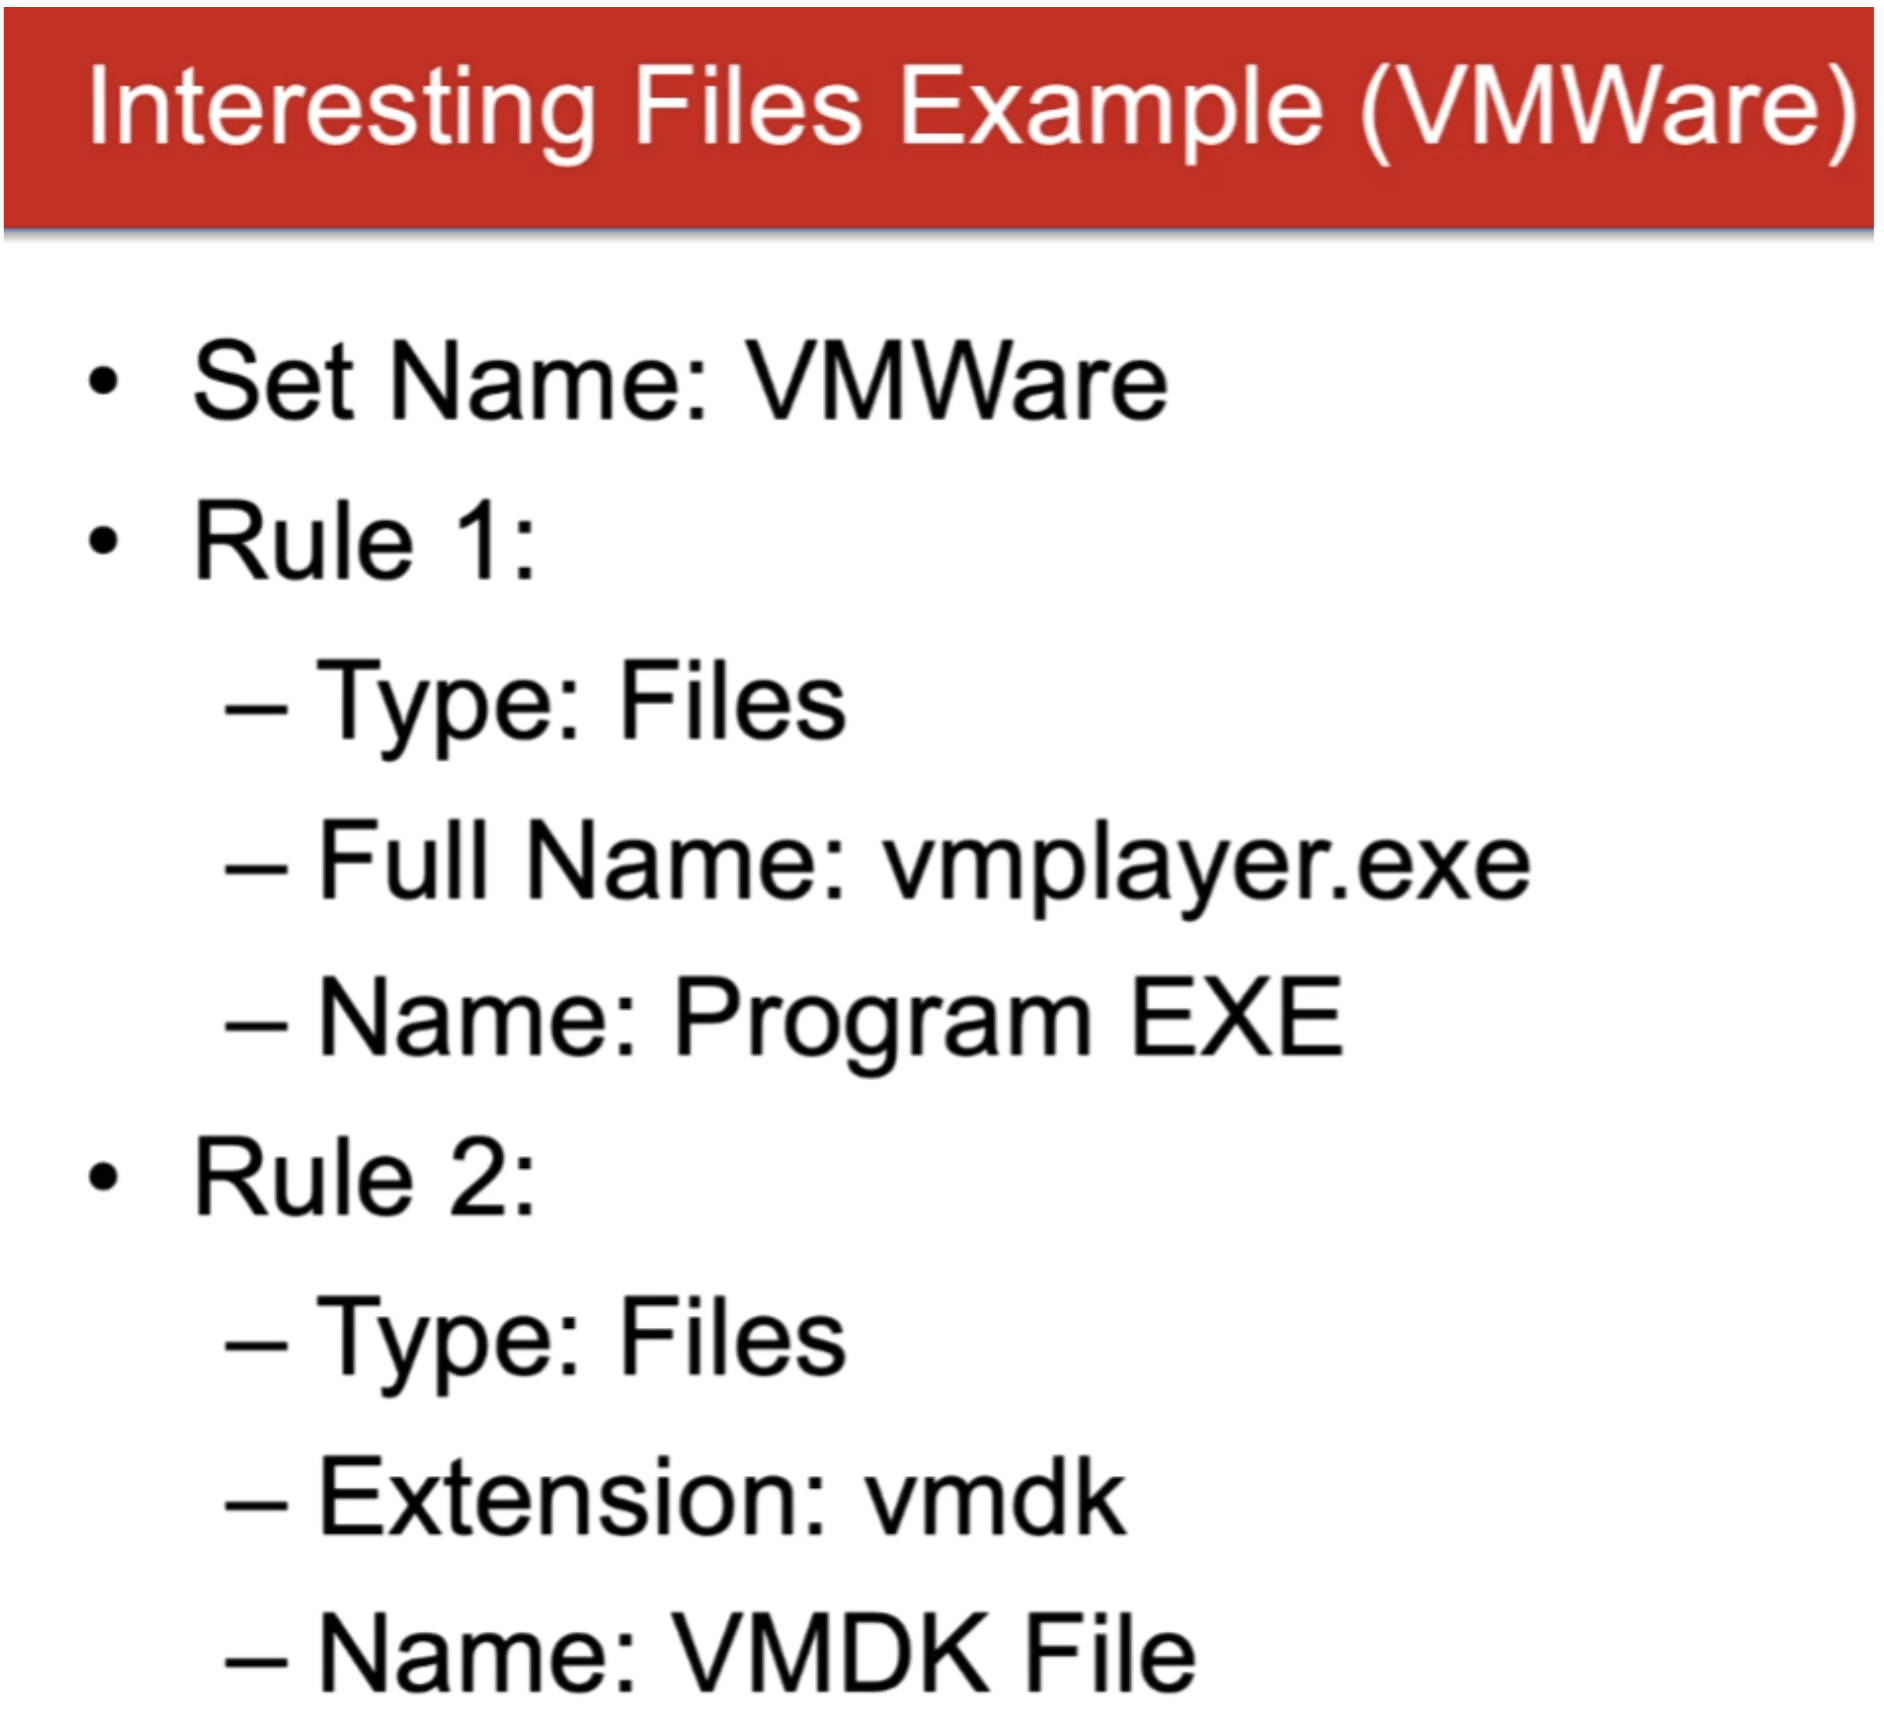 Interesting Files Example (VMWare)
• Set Name: VMWare
• Rule 1:
– Type: Files
– Full Name: vmplayer.exe
– Name: Program EXE
• Rule 2:
– Type: Files
– Extension: vmdk
– Name: VMDK File